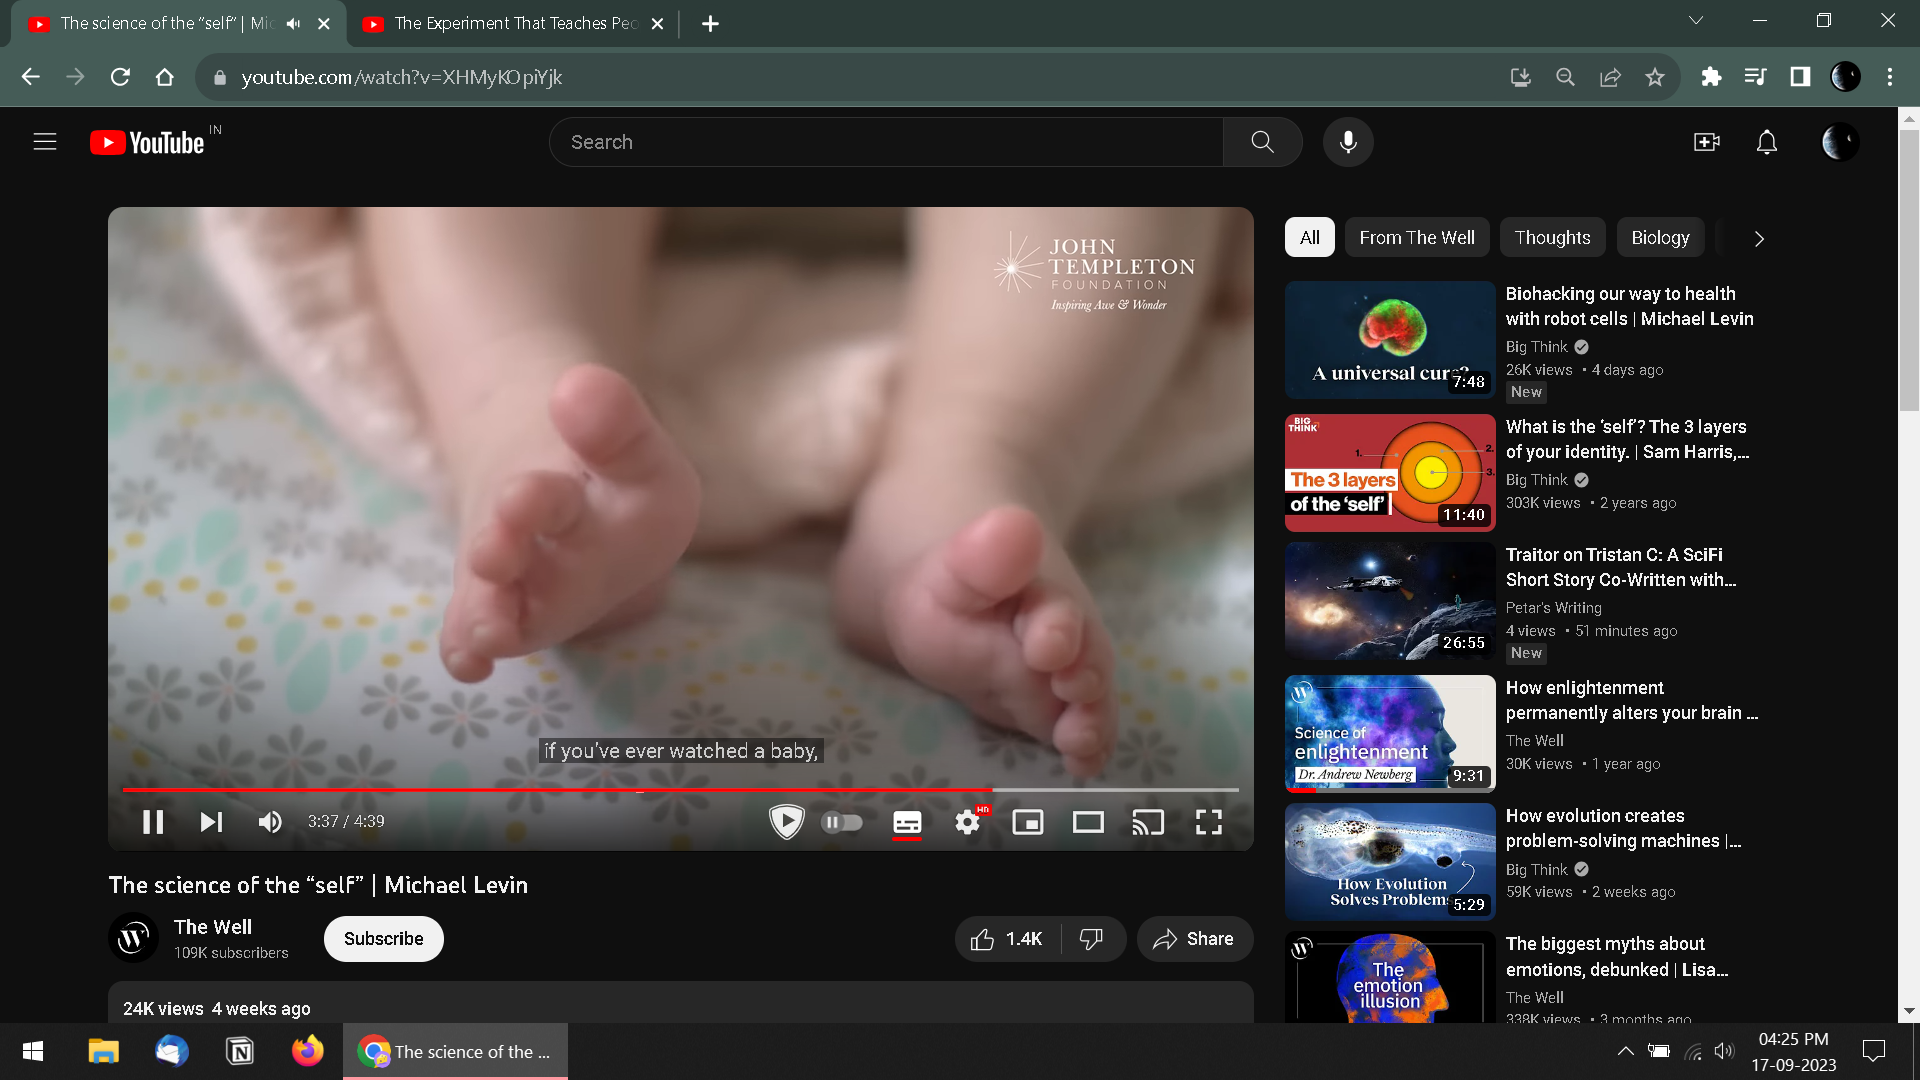 The science of the “self” | Mic
The Experiment That Teaches Peo
youtube.com/watch?v=XHMyKOpiYjk
YouTube IN
Search
JOHN
TEMPLETON
FOUNDATION
Inspiring Awe & Wonder
if you’ve ever watched a baby,
3:37 / 4:39
HD
The science of the “self” | Michael Levin
The Well
109K subscribers
Subscribe
1.4K
Share
24K views 4 weeks ago
All
From The Well
Thoughts
Biology
A universal cure?
7:48
Biohacking our way to health
with robot cells | Michael Levin
Big Think
26K views • 4 days ago
New
BIG
THINK
1.
2.
3.
The 3 layers
of the ‘self’
11:40
What is the ‘self’? The 3 layers
of your identity. | Sam Harris,...
Big Think
303K views • 2 years ago
26:55
Traitor on Tristan C: A SciFi
Short Story Co-Written with...
Petar's Writing
4 views • 51 minutes ago
New
W
Science of
enlightenment
Dr. Andrew Newberg
9:31
How enlightenment
permanently alters your brain ...
The Well
30K views • 1 year ago
How Evolution
Solves Problems
5:29
How evolution creates
problem-solving machines |...
Big Think
59K views • 2 weeks ago
W
The
emotion
illusion
The biggest myths about
emotions, debunked | Lisa...
The Well
338K views • 3 months ago
The science of the ...
04:25 PM
17-09-2023